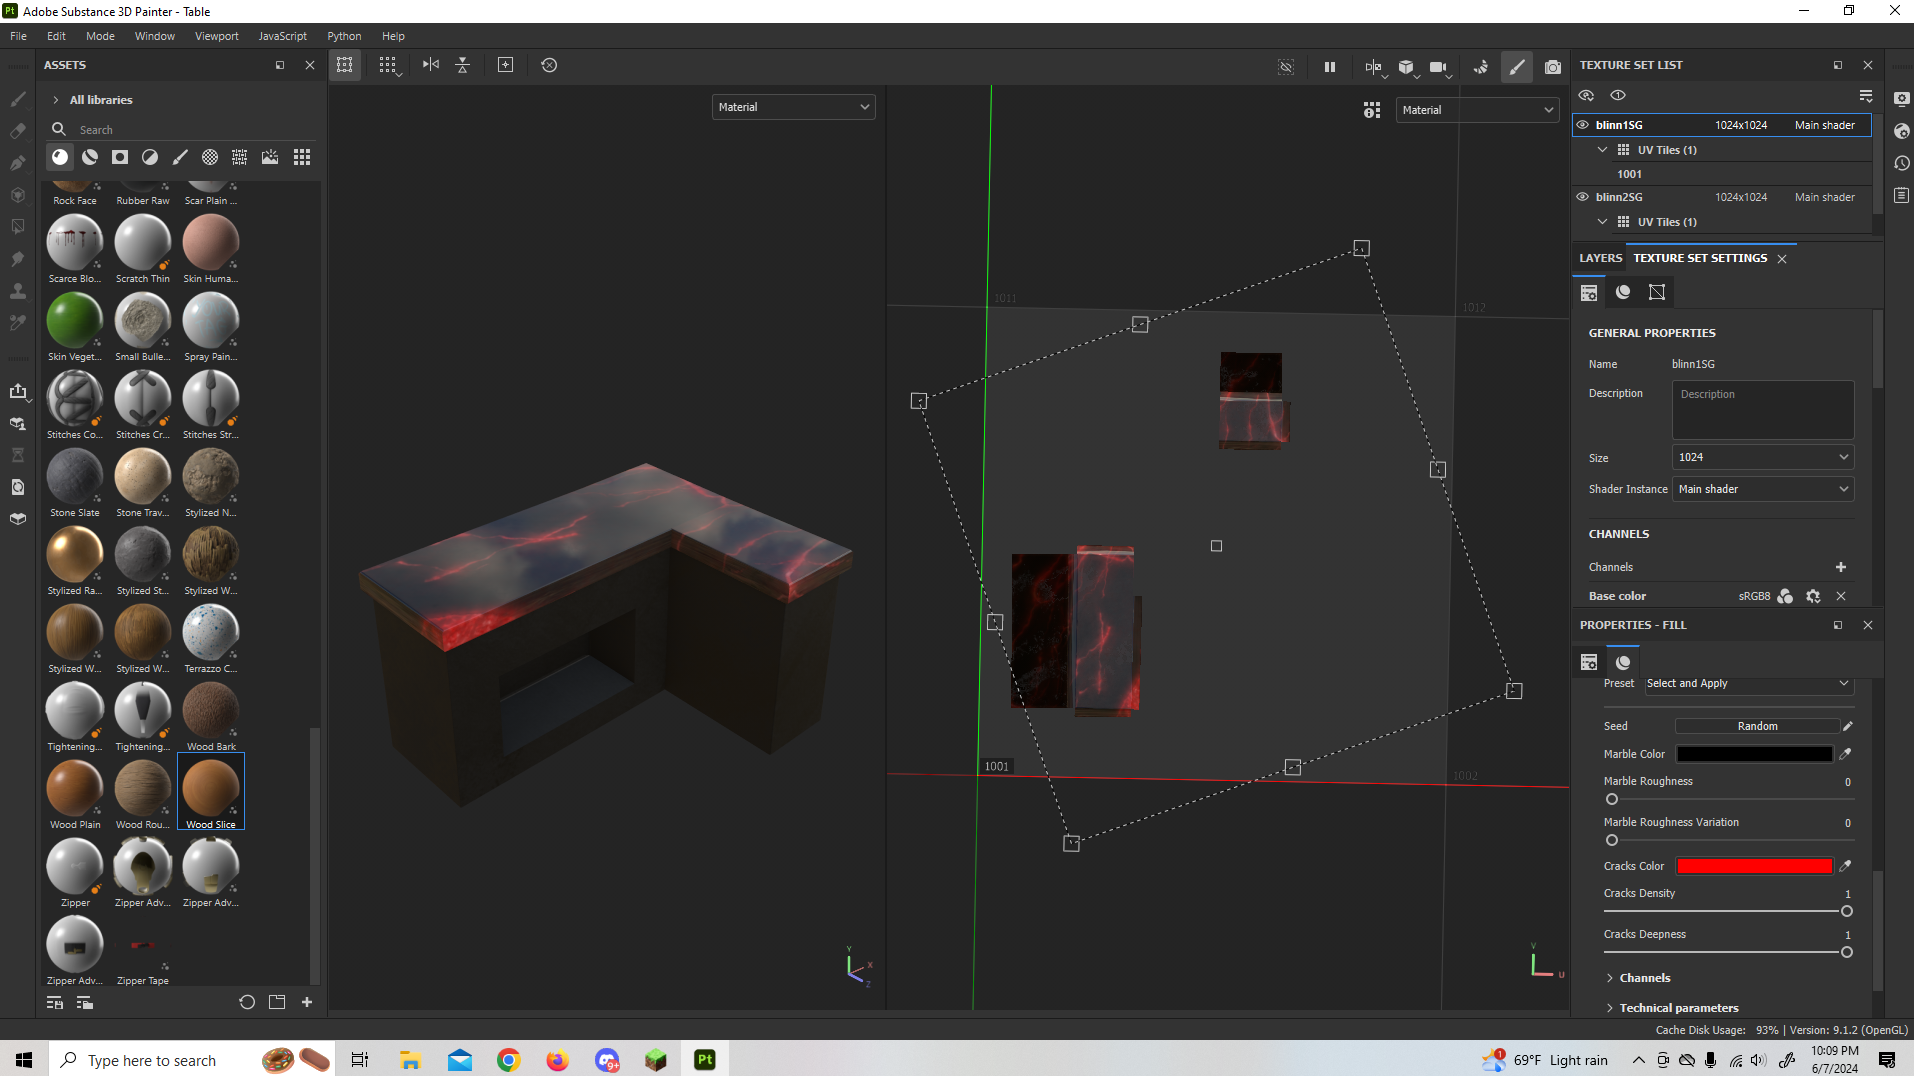 Pt Adobe Substance 3D Painter - Table
File Edit Mode Window Viewport JavaScript Python Help
ASSETS
All libraries
Search
Rock Face Rubber Raw Scar Plain ...
Scarce Blo... Scratch Thin Skin Huma...
Skin Veget... Small Bulle... Spray Pain...
Stitches Co... Stitches Cr... Stitches Str...
Stone Slate Stone Trav... Stylized N...
Stylized Ra... Stylized St... Stylized W...
Stylized W... Stylized W... Terrazzo C...
Tightening... Tightening... Wood Bark
Wood Plain Wood Rou... Wood Slice
Zipper Zipper Adv... Zipper Adv...
Zipper Adv... Zipper Tape
Material
Y
X
Z
Material
1011
1012
1001
1002
V
U
TEXTURE SET LIST
blinn1SG 1024x1024 Main shader
UV Tiles (1)
1001
blinn2SG 1024x1024 Main shader
UV Tiles (1)
LAYERS TEXTURE SET SETTINGS
GENERAL PROPERTIES
Name blinn1SG
Description Description
Size 1024
Shader Instance Main shader
CHANNELS
Channels
Base color sRGB8
PROPERTIES - FILL
Preset Select and Apply
Seed Random
Marble Color
Marble Roughness 0
Marble Roughness Variation 0
Cracks Color
Cracks Density 1
Cracks Deepness 1
Channels
Technical parameters
Cache Disk Usage: 93% | Version: 9.1.2 (OpenGL)
Type here to search
9+
Pt
1
69°F Light rain
10:09 PM
6/7/2024